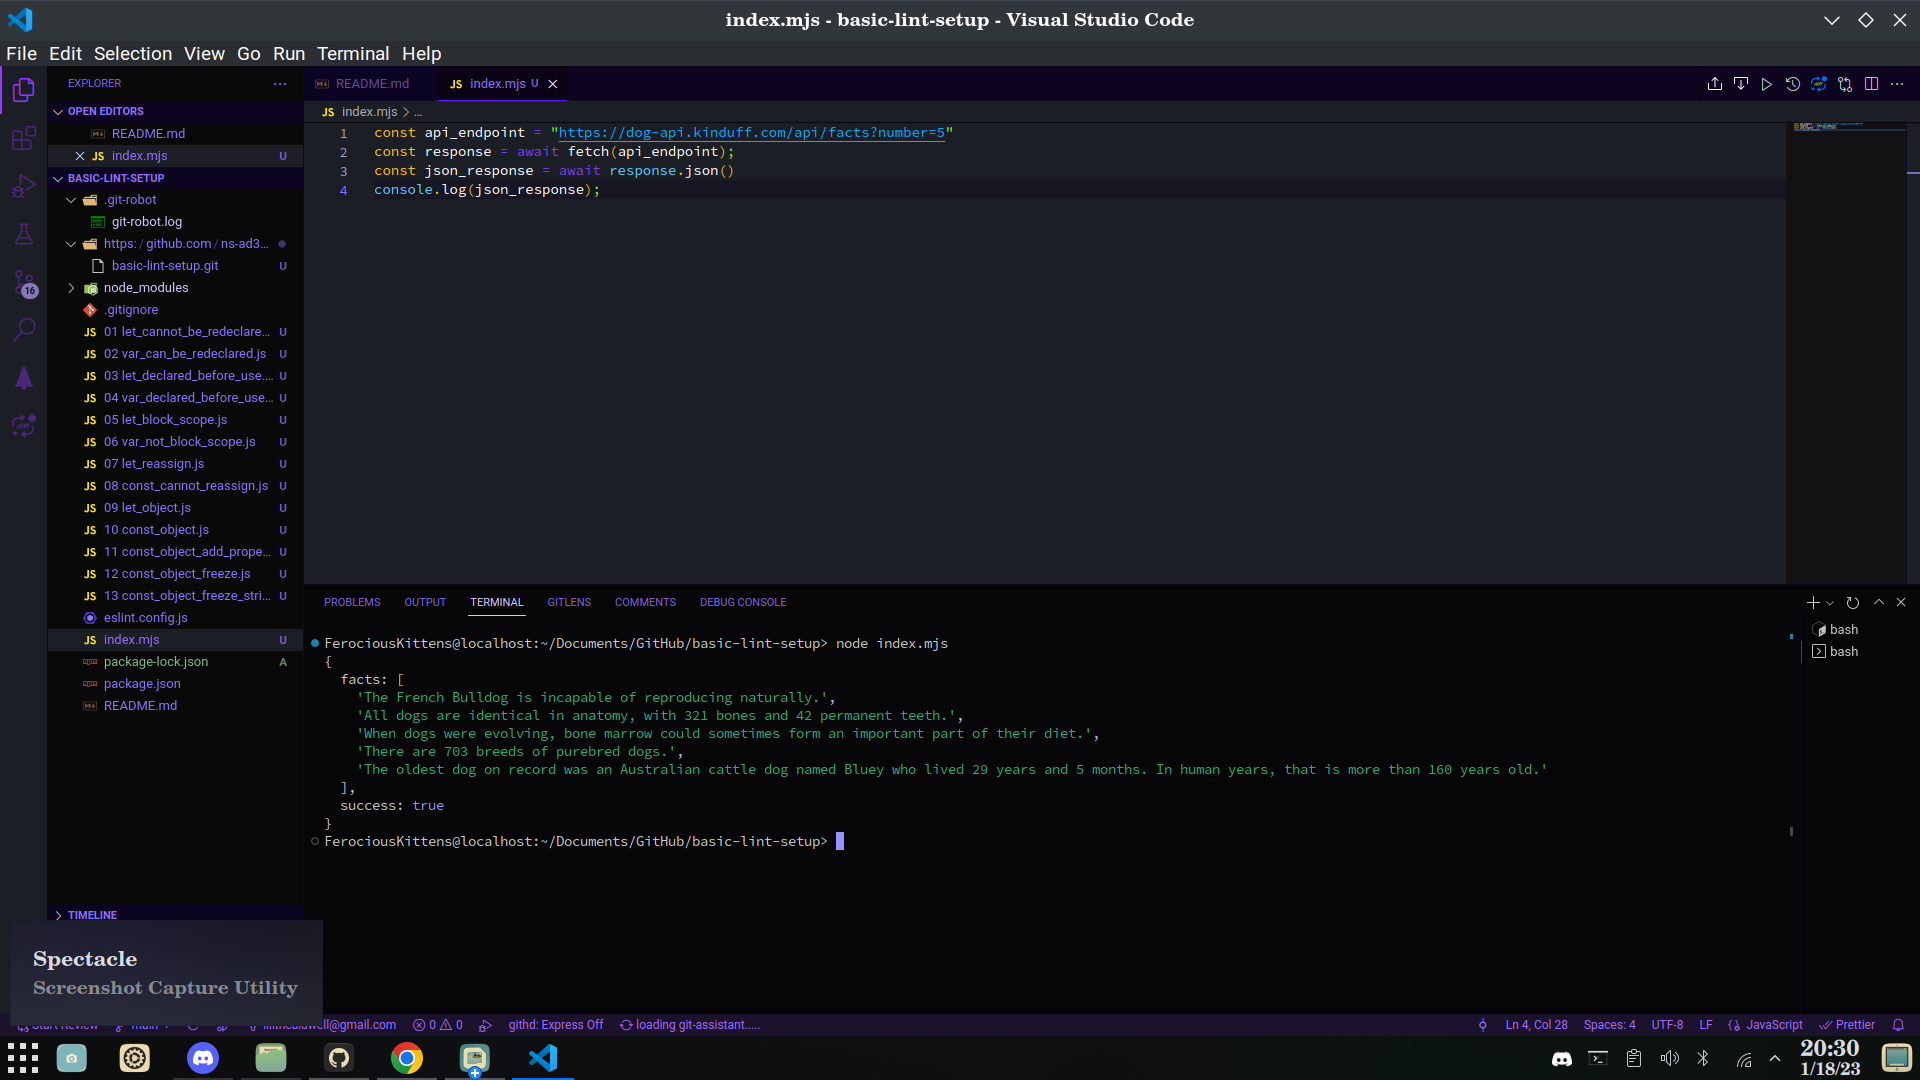 index.mjs - basic-lint-setup - Visual Studio Code
File Edit Selection View Go Run Terminal Help
EXPLORER
OPEN EDITORS
README.md
JS index.mjs U
BASIC-LINT-SETUP
.git-robot
git-robot.log
https: / github.com / ns-ad3...
basic-lint-setup.git U
node_modules
.gitignore
JS 01 let_cannot_be_redeclare... U
JS 02 var_can_be_redeclared.js U
JS 03 let_declared_before_use.... U
JS 04 var_declared_before_use... U
JS 05 let_block_scope.js U
JS 06 var_not_block_scope.js U
JS 07 let_reassign.js U
JS 08 const_cannot_reassign.js U
JS 09 let_object.js U
JS 10 const_object.js U
JS 11 const_object_add_prope... U
JS 12 const_object_freeze.js U
JS 13 const_object_freeze_stri... U
eslint.config.js
JS index.mjs U
package-lock.json A
package.json
README.md
TIMELINE
16
README.md
JS index.mjs U
JS index.mjs > ...
1 const api_endpoint = "https://dog-api.kinduff.com/api/facts?number=5"
2 const response = await fetch(api_endpoint);
3 const json_response = await response.json()
4 console.log(json_response);
PROBLEMS OUTPUT TERMINAL GITLENS COMMENTS DEBUG CONSOLE
FerociousKittens@localhost:~/Documents/GitHub/basic-lint-setup> node index.mjs
{
facts: [
'The French Bulldog is incapable of reproducing naturally.',
'All dogs are identical in anatomy, with 321 bones and 42 permanent teeth.',
'When dogs were evolving, bone marrow could sometimes form an important part of their diet.',
'There are 703 breeds of purebred dogs.',
'The oldest dog on record was an Australian cattle dog named Bluey who lived 29 years and 5 months. In human years, that is more than 160 years old.'
],
success: true
}
FerociousKittens@localhost:~/Documents/GitHub/basic-lint-setup>
bash
bash
Spectacle
Screenshot Capture Utility
@gmail.com 0 0 githd: Express Off loading git-assistant.....
Ln 4, Col 28 Spaces: 4 UTF-8 LF JavaScript Prettier
20:30
1/18/23